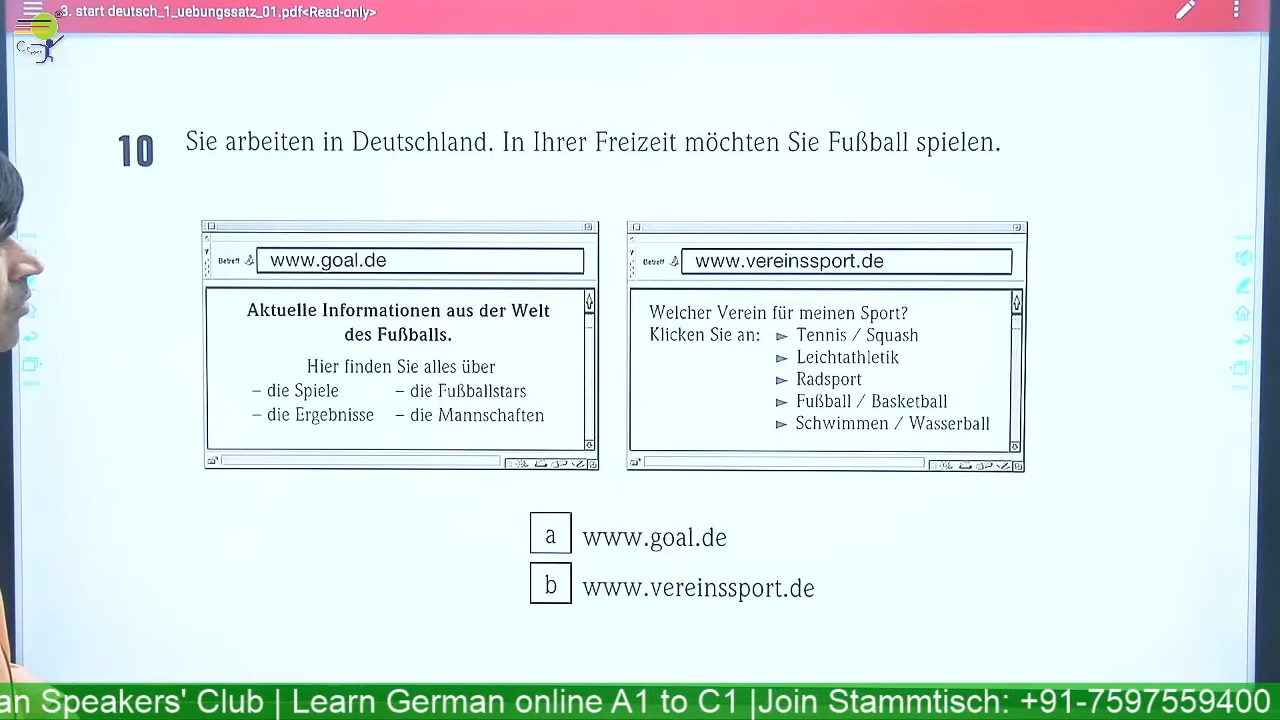 3. start deutsch_1_uebungssatz_01.pdf<Read-only>
10 Sie arbeiten in Deutschland. In Ihrer Freizeit möchten Sie Fußball spielen.
Betreff www.goal.de
Aktuelle Informationen aus der Welt
des Fußballs.
Hier finden Sie alles über
– die Spiele – die Fußballstars
– die Ergebnisse – die Mannschaften
Betreff www.vereinssport.de
Welcher Verein für meinen Sport?
Klicken Sie an: ► Tennis / Squash
► Leichtathletik
► Radsport
► Fußball / Basketball
► Schwimmen / Wasserball
a www.goal.de
b www.vereinssport.de
an Speakers' Club | Learn German online A1 to C1 |Join Stammtisch: +91-7597559400